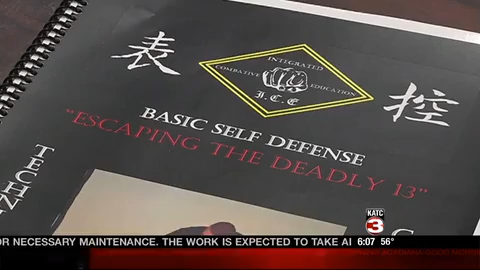 表
控
INTEGRATED
COMBATIVE EDUCATION
I.C.E
BASIC SELF DEFENSE
"ESCAPING THE DEADLY 13"
TECHN
KATC
3
OR NECESSARY MAINTENANCE. THE WORK IS EXPECTED TO TAKE 6:07 56°